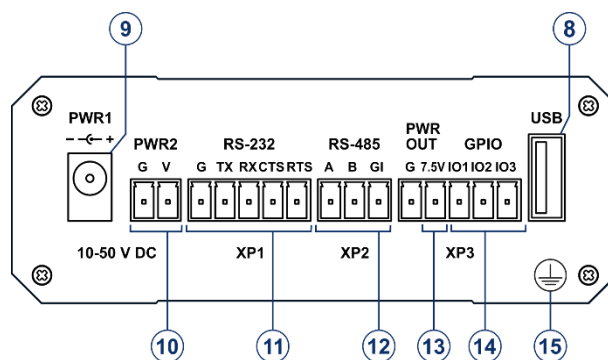 9 8
PWR1 PWR2 RS-232 RS-485 PWR OUT GPIO USB
- +
G V G TX RX CTS RTS A B GI G 7.5V IO1 IO2 IO3
10-50 V DC XP1 XP2 XP3
10 11 12 13 14 15